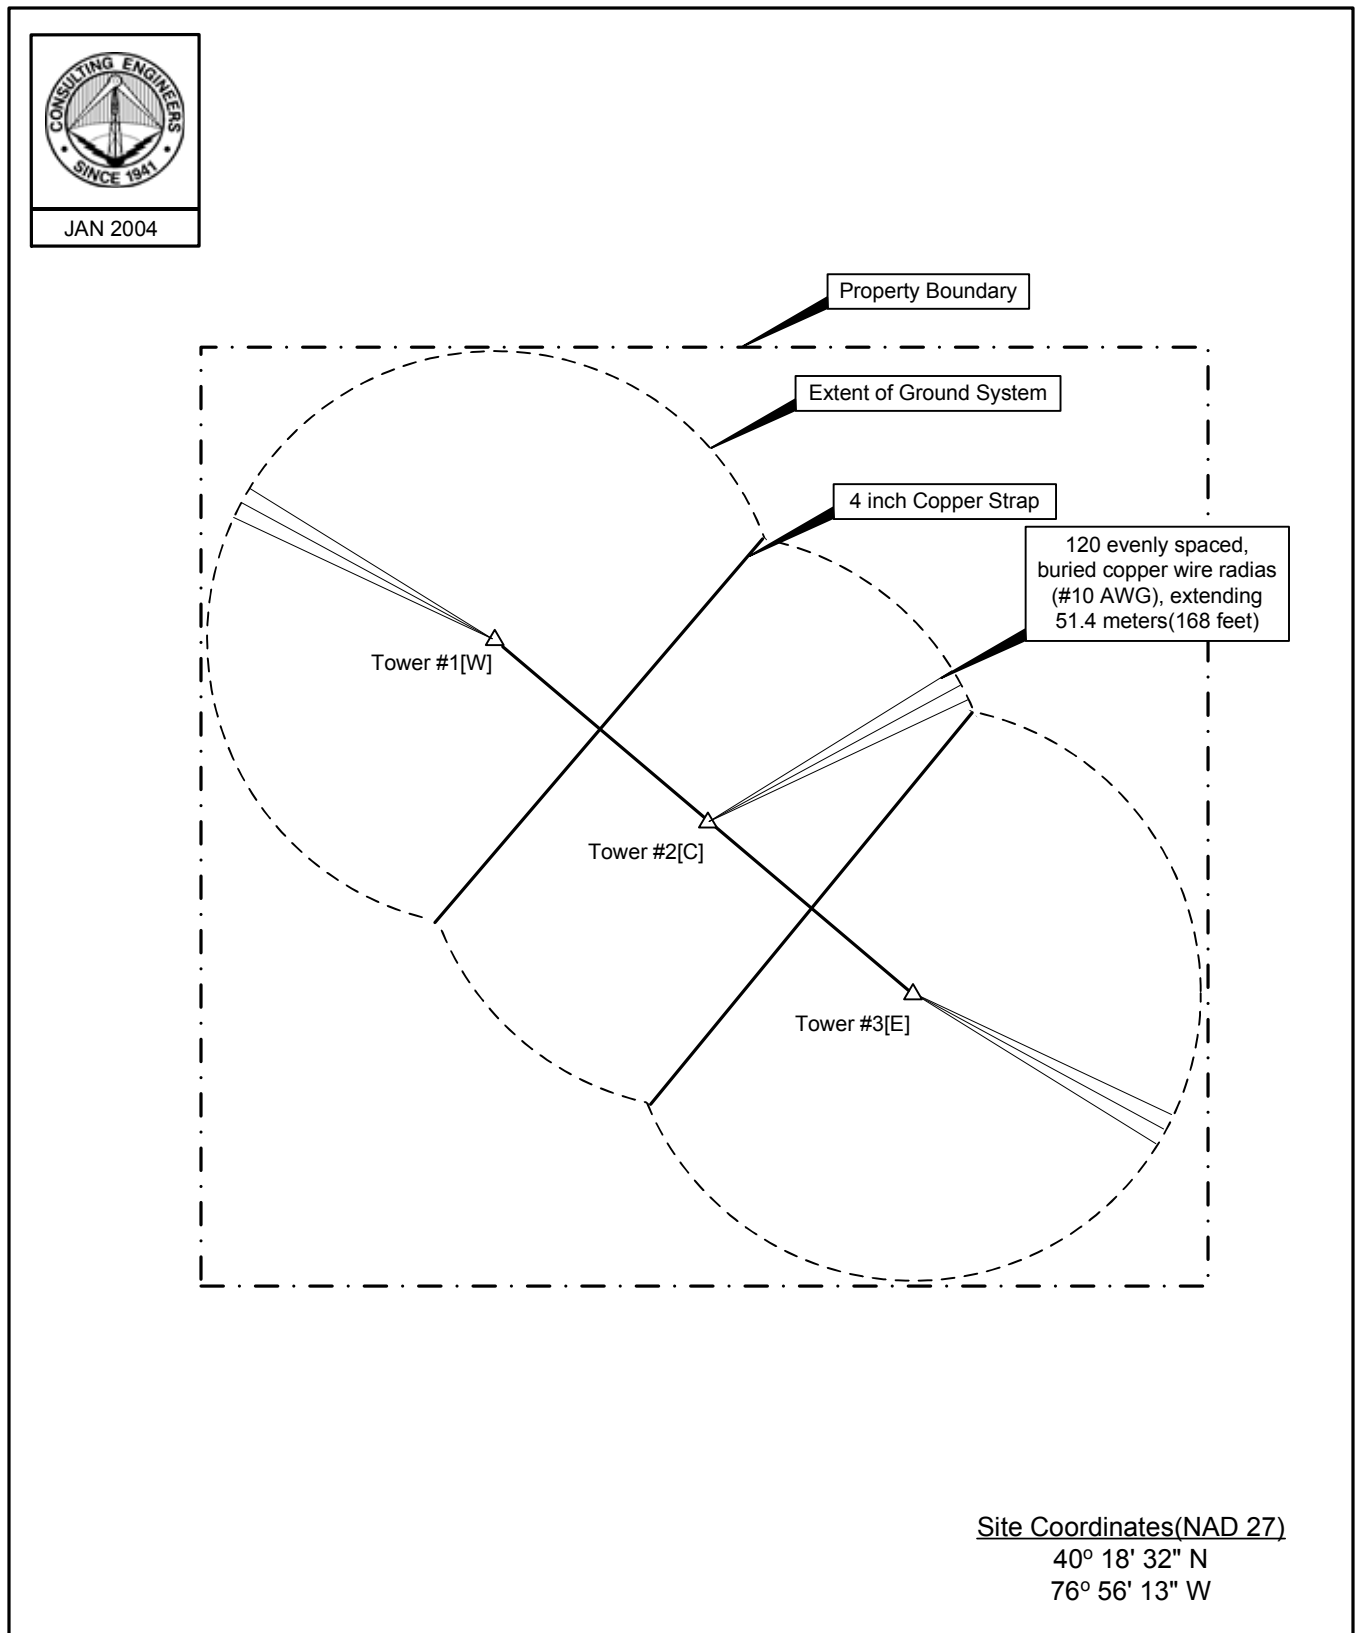 CONSULTING ENGINEERS
• SINCE 1941 •
JAN 2004
Property Boundary
Extent of Ground System
4 inch Copper Strap
120 evenly spaced,
buried copper wire radias
(#10 AWG), extending
51.4 meters(168 feet)
Tower #1[W]
Tower #2[C]
Tower #3[E]
Site Coordinates(NAD 27)
40º 18' 32" N
76º 56' 13" W